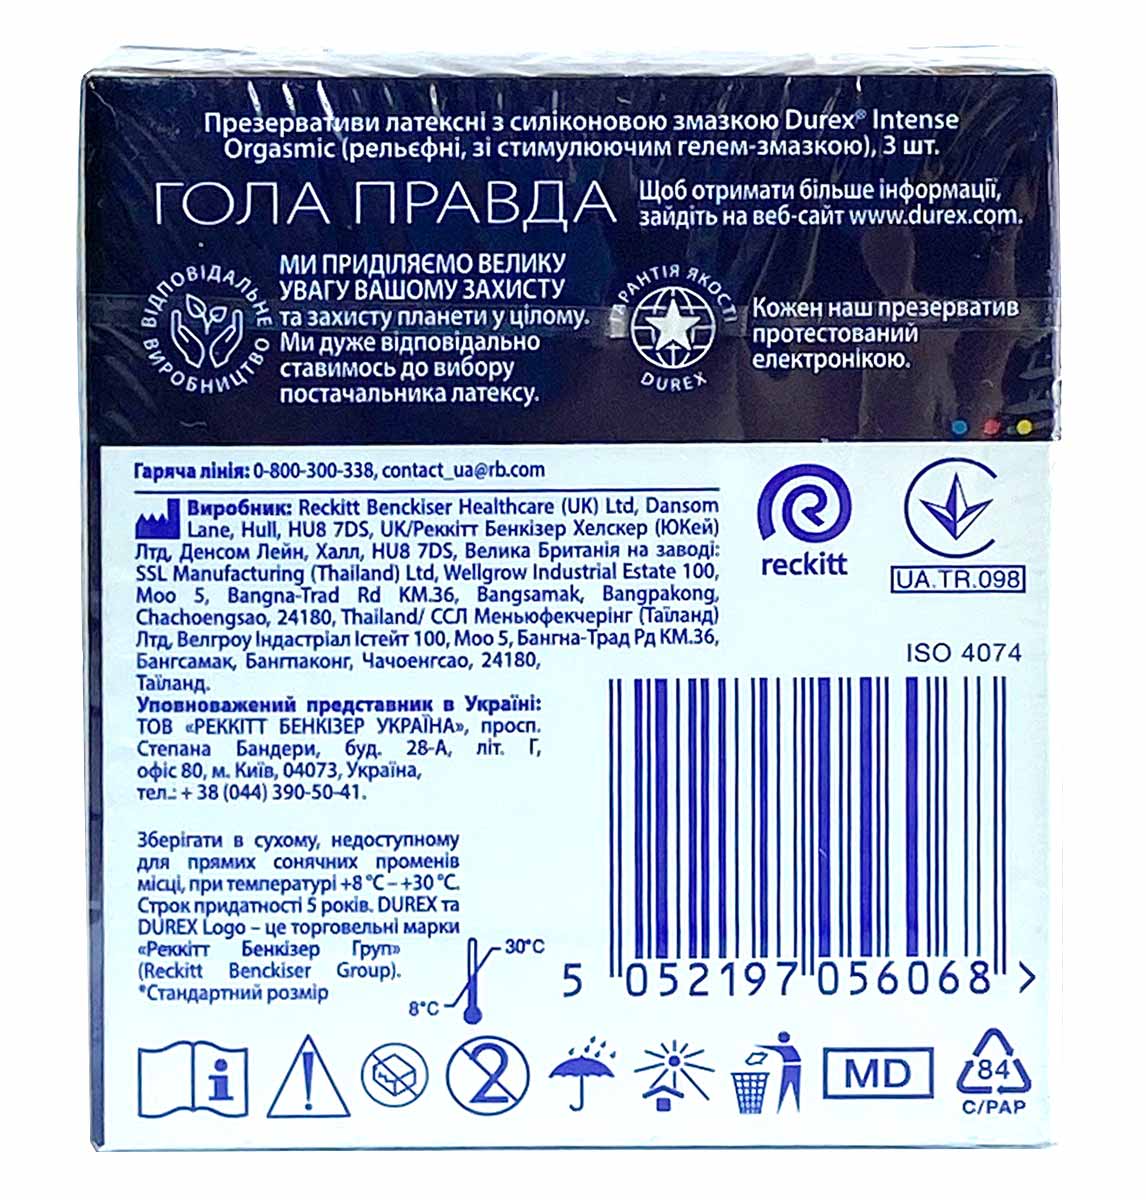 Презервативи латексні з силіконовою змазкою Durex® Intense
Orgasmic (рельєфні, зі стимулюючим гелем-змазкою), 3 шт.
ГОЛА ПРАВДА
Щоб отримати більше інформації,
зайдіть на веб-сайт www.durex.com.
ВІДПОВІДАЛЬНЕ ВИРОБНИЦТВО
МИ ПРИДІЛЯЄМО ВЕЛИКУ
УВАГУ ВАШОМУ ЗАХИСТУ
та захисту планети у цілому.
Ми дуже відповідально
ставимось до вибору
постачальника латексу.
ГАРАНТІЯ ЯКОСТІ
DUREX
Кожен наш презерватив
протестований
електронікою.
Гаряча лінія: 0-800-300-338, contact_ua@rb.com
Виробник: Reckitt Benckiser Healthcare (UK) Ltd, Dansom
Lane, Hull, HU8 7DS, UK/Реккітт Бенкізер Хелскер (ЮКей)
Лтд, Денсом Лейн, Халл, HU8 7DS, Велика Британія на заводі:
SSL Manufacturing (Thailand) Ltd, Wellgrow Industrial Estate 100,
Moo 5, Bangna-Trad Rd KM.36, Bangsamak, Bangpakong,
Chachoengsao, 24180, Thailand/ ССЛ Меньюфекчерінг (Таїланд)
Лтд, Велгроу Індастріал Істейт 100, Моо 5, Бангна-Трад Рд КМ.36,
Бангсамак, Бангпаконг, Чачоенгсао, 24180,
Таїланд.
Уповноважений представник в Україні:
ТОВ «РЕККІТТ БЕНКІЗЕР УКРАЇНА», просп.
Степана Бандери, буд. 28-А, літ. Г,
офіс 80, м. Київ, 04073, Україна,
тел.: + 38 (044) 390-50-41.
reckitt
UA.TR.098
ISO 4074
Зберігати в сухому, недоступному
для прямих сонячних променів
місці, при температурі +8 °С – +30 °С.
Строк придатності 5 років. DUREX та
DUREX Logo – це торговельні марки
«Реккітт Бенкізер Груп»
(Reckitt Benckiser Group).
*Стандартний розмір
30°C
8°C
5 052197 056068 >
i
!
2
MD
84
C/PAP